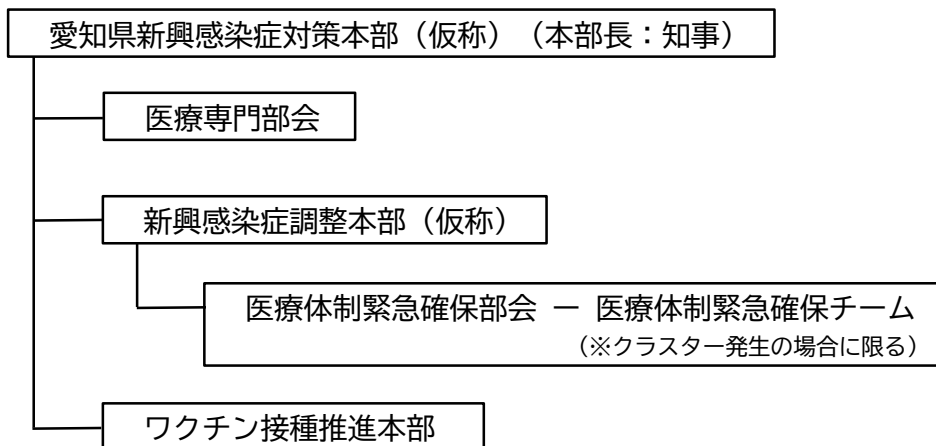 愛知県新興感染症対策本部（仮称）（本部長：知事）
医療専門部会
新興感染症調整本部（仮称）
医療体制緊急確保部会 － 医療体制緊急確保チーム
（※クラスター発生の場合に限る）
ワクチン接種推進本部